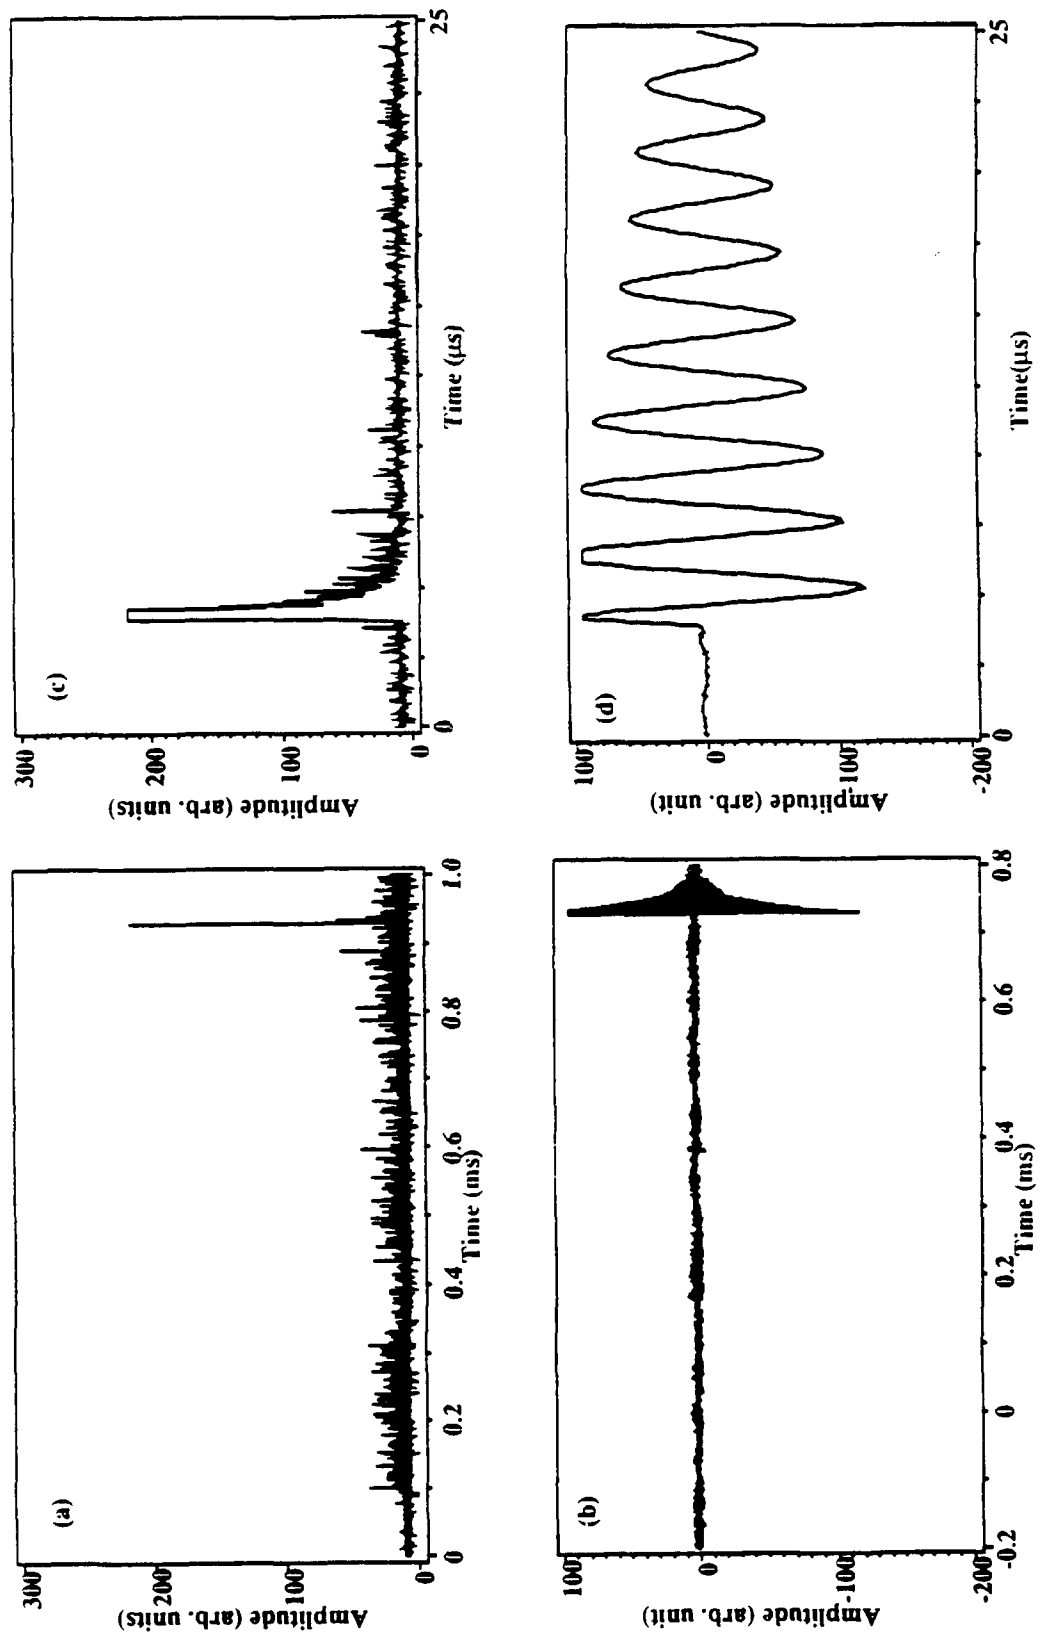 (a)
300
200
100
0
Amplitude (arb. units)
0
0.2
0.4
0.6
0.8
1.0
Time (ms)
(b)
100
0
-100
-200
Amplitude (arb. unit)
-0.2
0
0.2
0.4
0.6
0.8
Time (ms)
(c)
300
200
100
0
Amplitude (arb. units)
0
25
Time (μs)
(d)
100
0
-100
-200
Amplitude (arb. unit)
0
25
Time(μs)